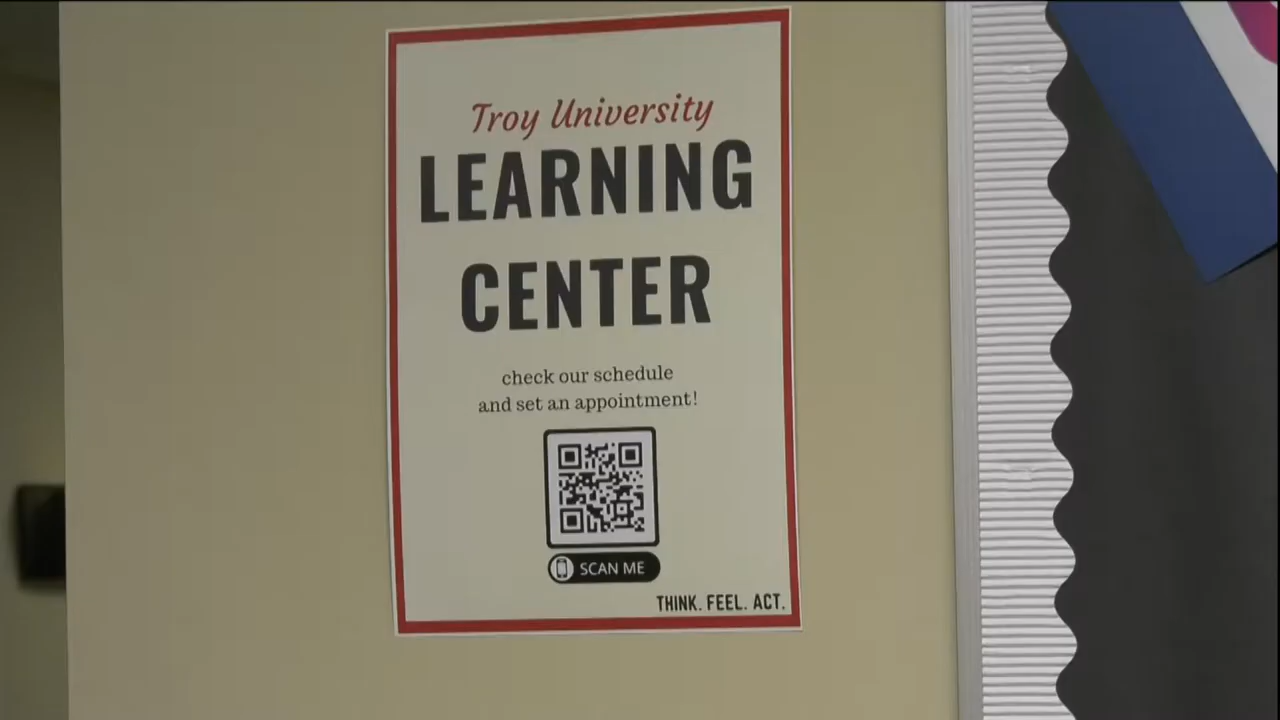 Troy University
LEARNING
CENTER
check our schedule
and set an appointment!
SCAN ME
THINK. FEEL. ACT.